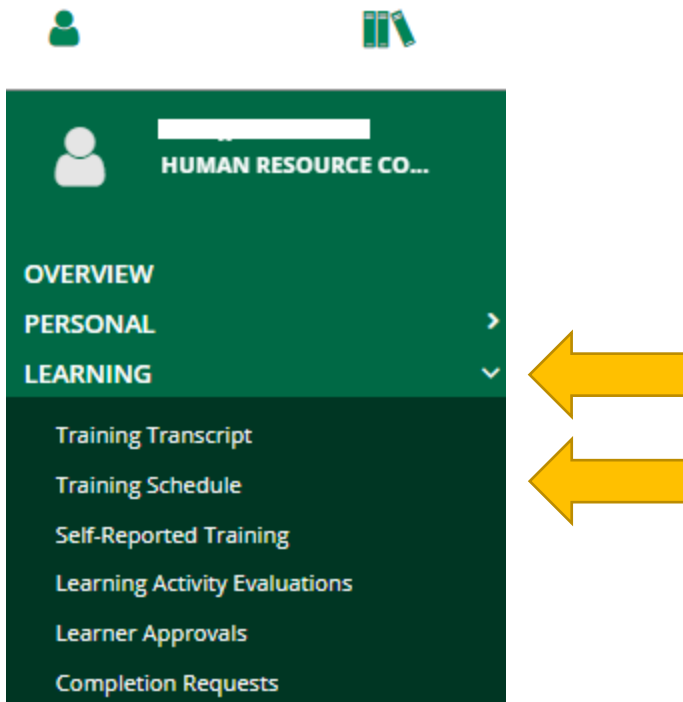 HUMAN RESOURCE CO...
OVERVIEW
PERSONAL
LEARNING
Training Transcript
Training Schedule
Self-Reported Training
Learning Activity Evaluations
Learner Approvals
Completion Requests